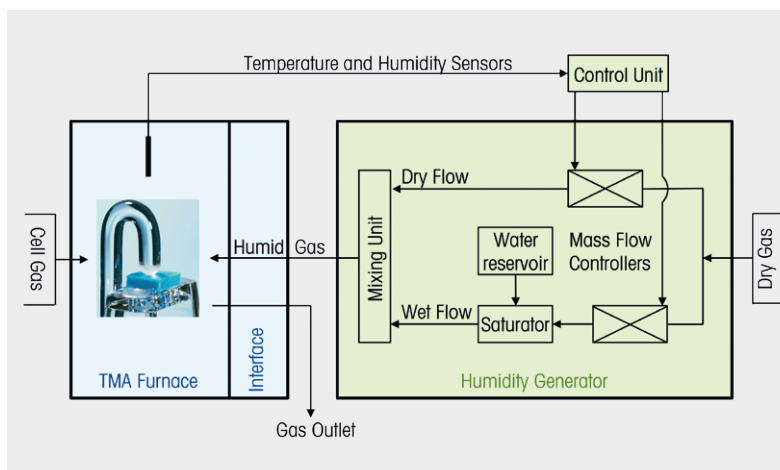 Temperature and Humidity Sensors
Control Unit
Dry Flow
Cell Gas
Humid Gas
Mixing Unit
Water
reservoir
Mass Flow
Controllers
Dry Gas
Wet Flow
Saturator
TMA Furnace
Interface
Humidity Generator
Gas Outlet